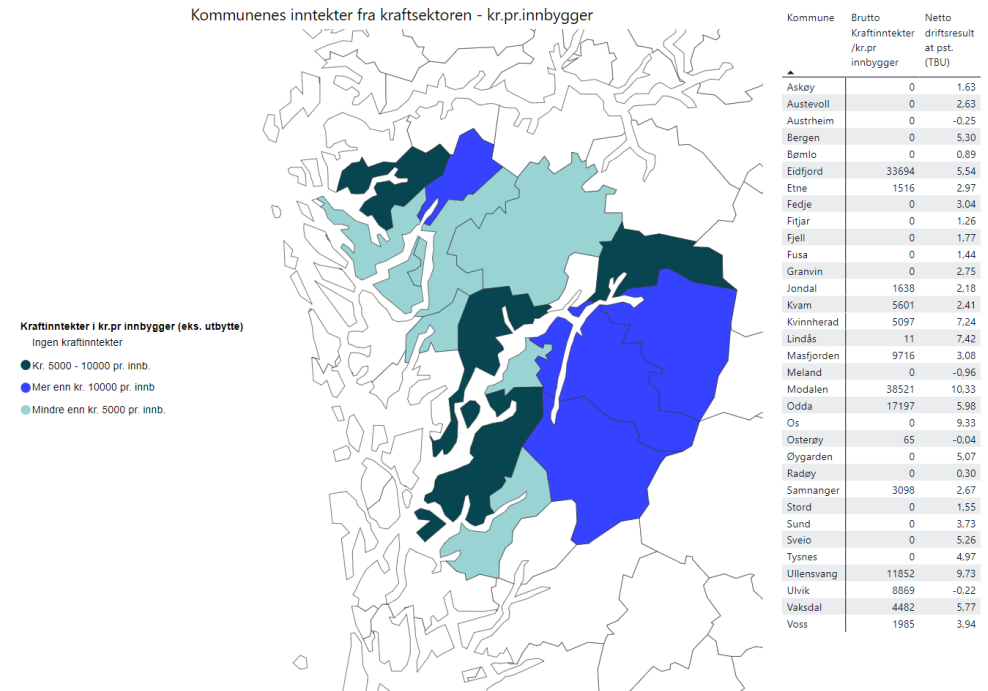 Kommunenes inntekter fra kraftsektoren - kr.pr.innbygger
Kraftinntekter i kr.pr innbygger (eks. utbytte)
Ingen kraftinntekter
Kr. 5000 - 10000 pr. innb.
Mer enn kr. 10000 pr. innb
Mindre enn kr. 5000 pr. innb.
Kommune Brutto Netto
Kraftinntekter driftsresult
/kr.pr at pst.
innbygger (TBU)
Askøy 0 1,63
Austevoll 0 2,63
Austrheim 0 -0,25
Bergen 0 5,30
Bømlo 0 0,89
Eidfjord 33694 5,54
Etne 1516 2,97
Fedje 0 3,04
Fitjar 0 1,26
Fjell 0 1,77
Fusa 0 1,44
Granvin 0 2,75
Jondal 1638 2,18
Kvam 5601 2,41
Kvinnherad 5097 7,24
Lindås 11 7,42
Masfjorden 9716 3,08
Meland 0 -0,96
Modalen 38521 10,33
Odda 17197 5,98
Os 0 9,33
Osterøy 65 -0,04
Øygarden 0 5,07
Radøy 0 0,30
Samnanger 3098 2,67
Stord 0 1,55
Sund 0 3,73
Sveio 0 5,26
Tysnes 0 4,97
Ullensvang 11852 9,73
Ulvik 8869 -0,22
Vaksdal 4482 5,77
Voss 1985 3,94